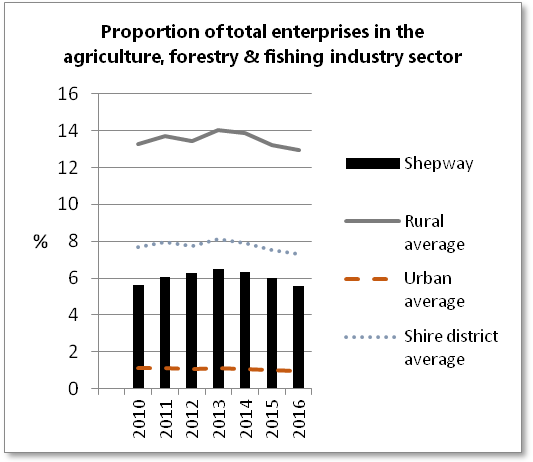 Proportion of total enterprises in the
agriculture, forestry & fishing industry sector
16
14
12
10
8
6
4
2
0
%
2010
2011
2012
2013
2014
2015
2016
Shepway
Rural
average
Urban
average
Shire district
average